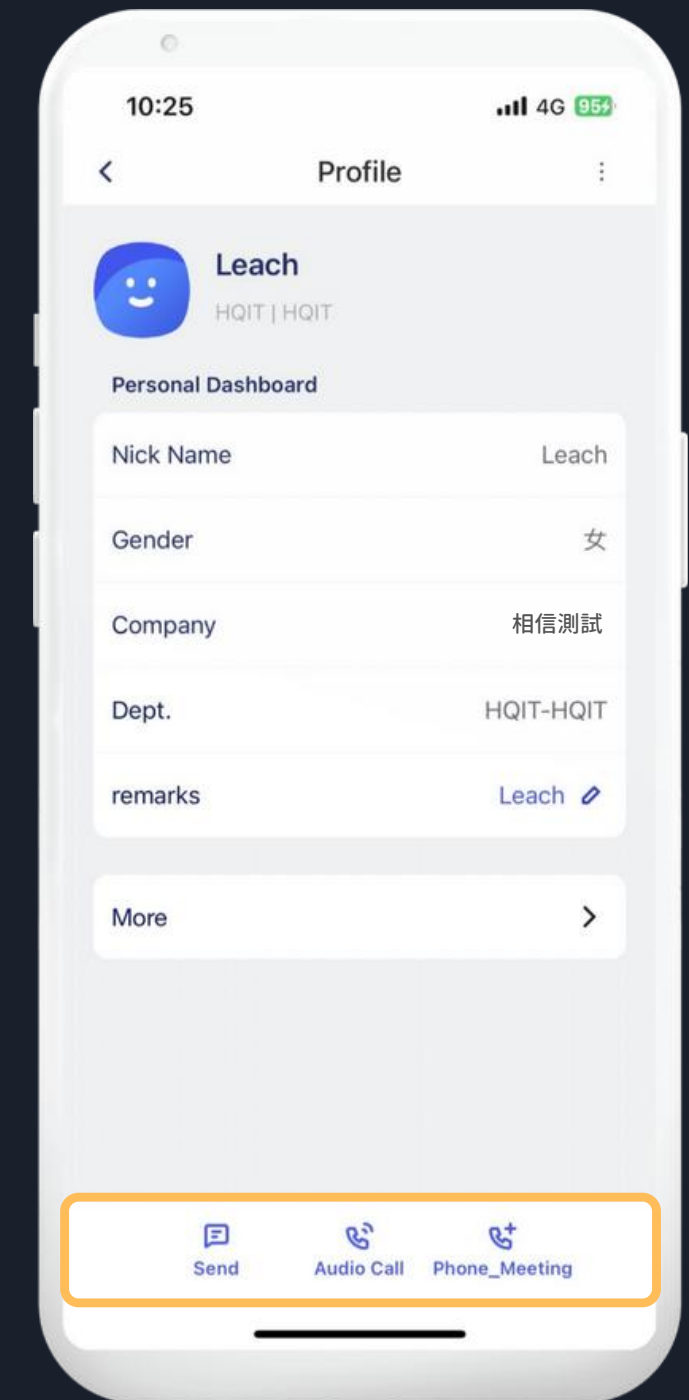 10:25 4G 95
Profile
Leach
HQIT | HQIT
Personal Dashboard
Nick Name Leach
Gender 女
Company 相信測試
Dept. HQIT-HQIT
remarks Leach
More
Send Audio Call Phone_Meeting